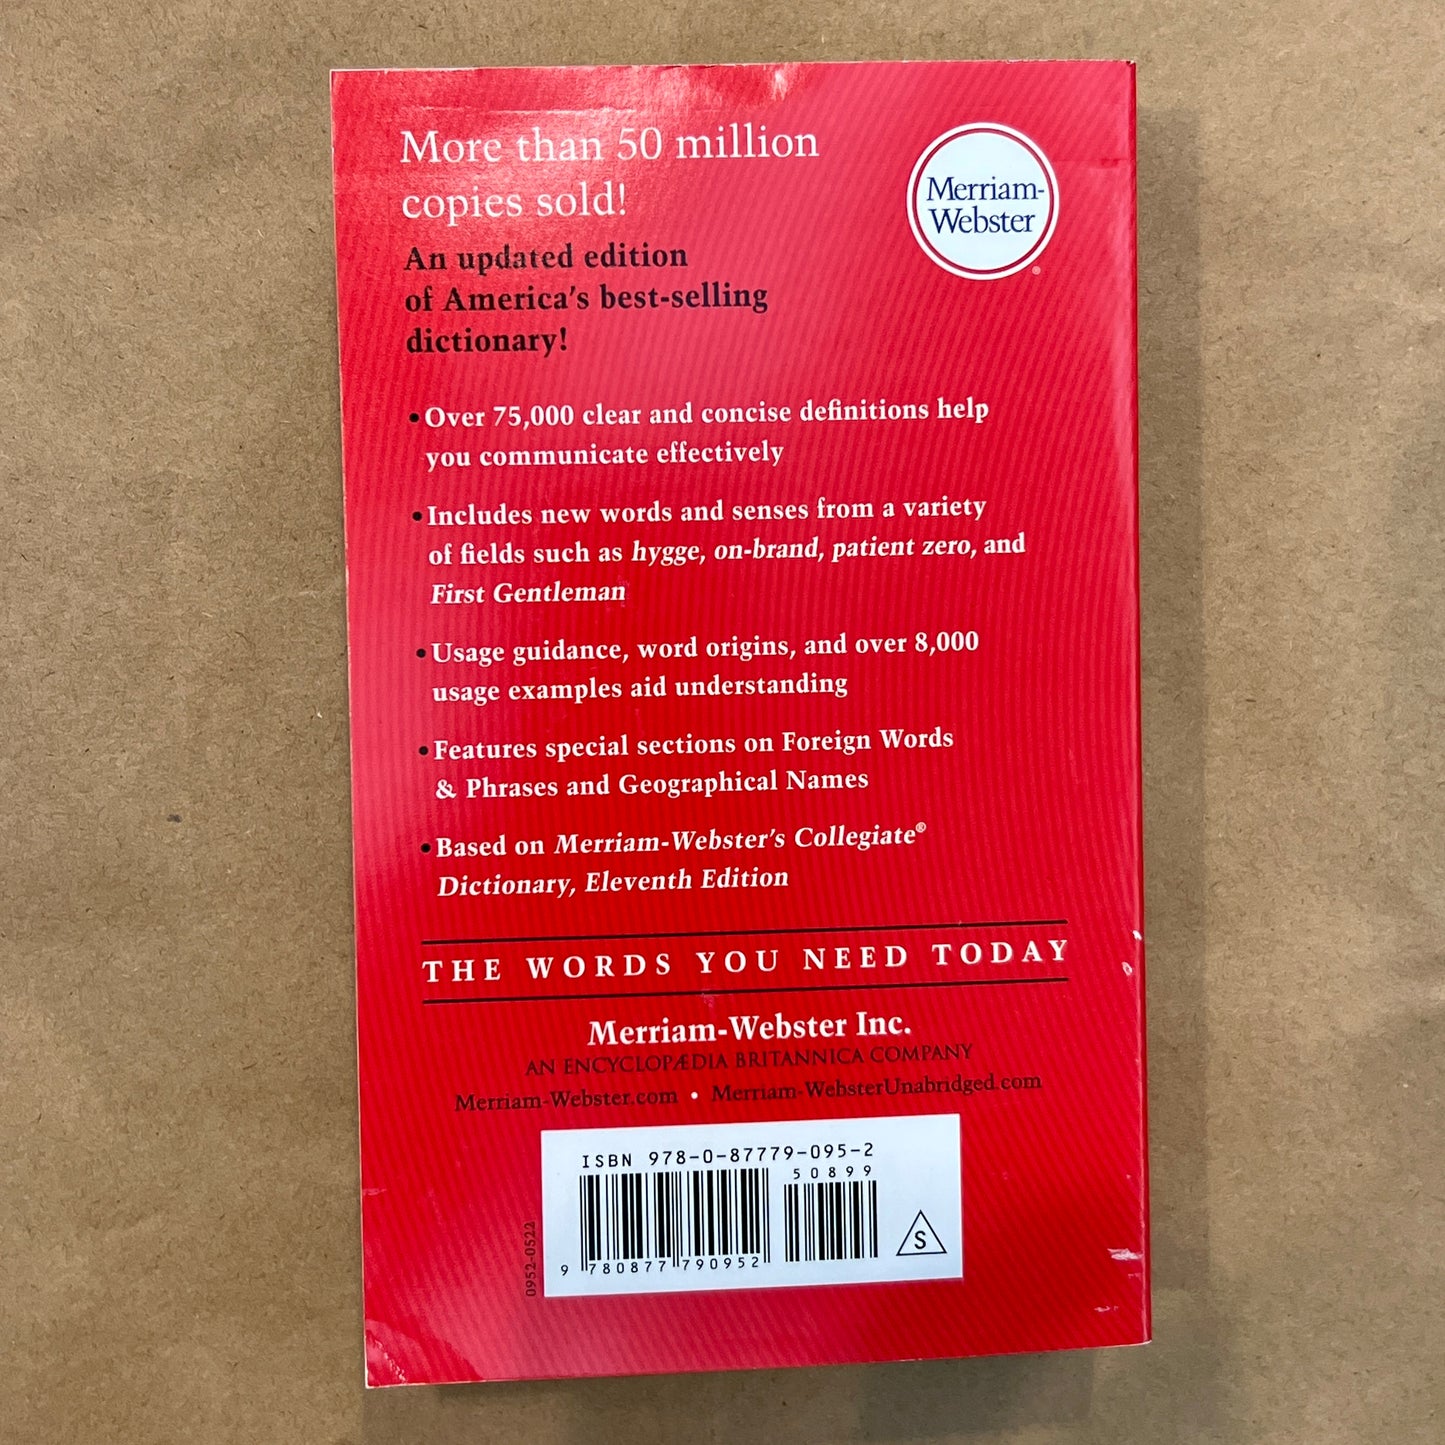 More than 50 million
copies sold!
Merriam-
Webster
®
An updated edition
of America's best-selling
dictionary!
•Over 75,000 clear and concise definitions help
you communicate effectively
•Includes new words and senses from a variety
of fields such as hygge, on-brand, patient zero, and
First Gentleman
•Usage guidance, word origins, and over 8,000
usage examples aid understanding
•Features special sections on Foreign Words
& Phrases and Geographical Names
•Based on Merriam-Webster's Collegiate®
Dictionary, Eleventh Edition
THE WORDS YOU NEED TODAY
Merriam-Webster Inc.
AN ENCYCLOPÆDIA BRITANNICA COMPANY
Merriam-Webster.com • Merriam-WebsterUnabridged.com
ISBN 978-0-87779-095-2
50899
9 780877 790952
S
0952-0522